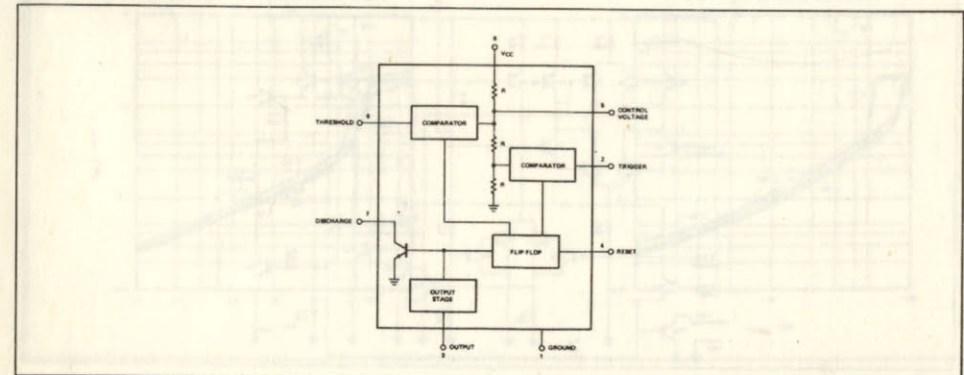 8
VCC
R
5
CONTROL
VOLTAGE
THRESHOLD
6
COMPARATOR
R
COMPARATOR
2
TRIGGER
R
DISCHARGE
7
FLIP FLOP
4
RESET
OUTPUT
STAGE
OUTPUT
3
GROUND
1